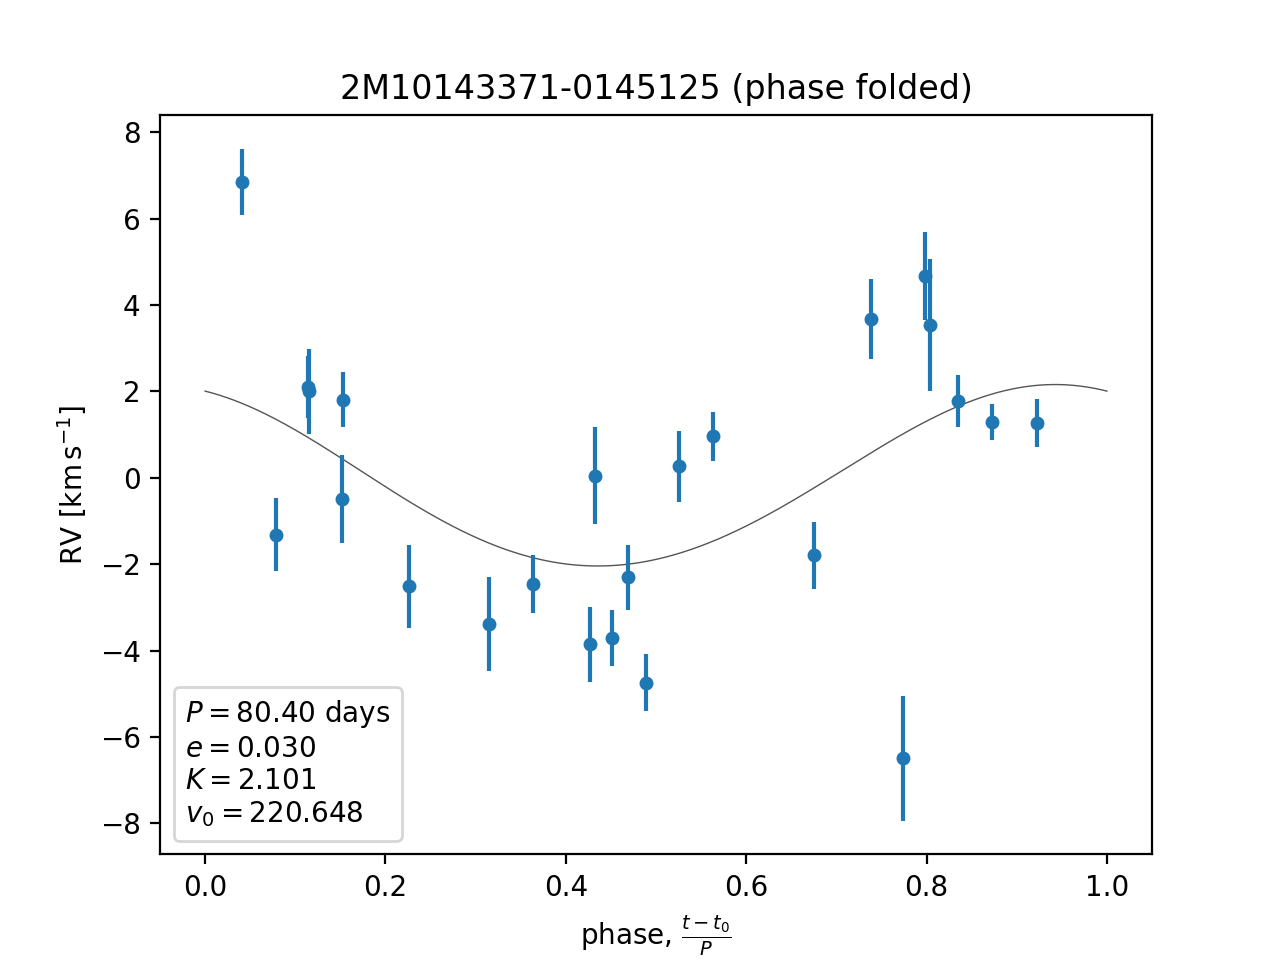 2M10143371-0145125 (phase folded)
RV [km s⁻¹]
8
6
4
2
0
−2
−4
−6
−8
P = 80.40 days
e = 0.030
K = 2.101
v₀ = 220.648
0.0 0.2 0.4 0.6 0.8 1.0
phase, (t − t₀)/P